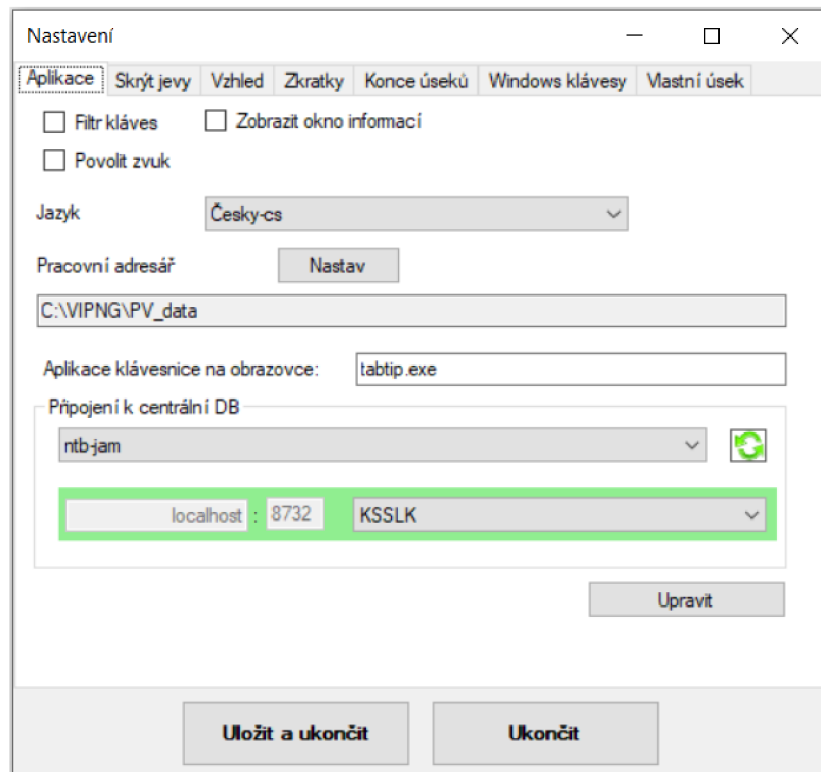 Nastavení
Aplikace Skrýt jevy Vzhled Zkratky Konce úseků Windows klávesy Vlastní úsek
Filtr kláves Zobrazit okno informací
Povolit zvuk
Jazyk Česky-cs
Pracovní adresář Nastav
C:\VIPNG\PV_data
Aplikace klávesnice na obrazovce: tabtip.exe
Připojení k centrální DB
ntb-jam
localhost : 8732 KSSLK
Upravit
Uložit a ukončit Ukončit